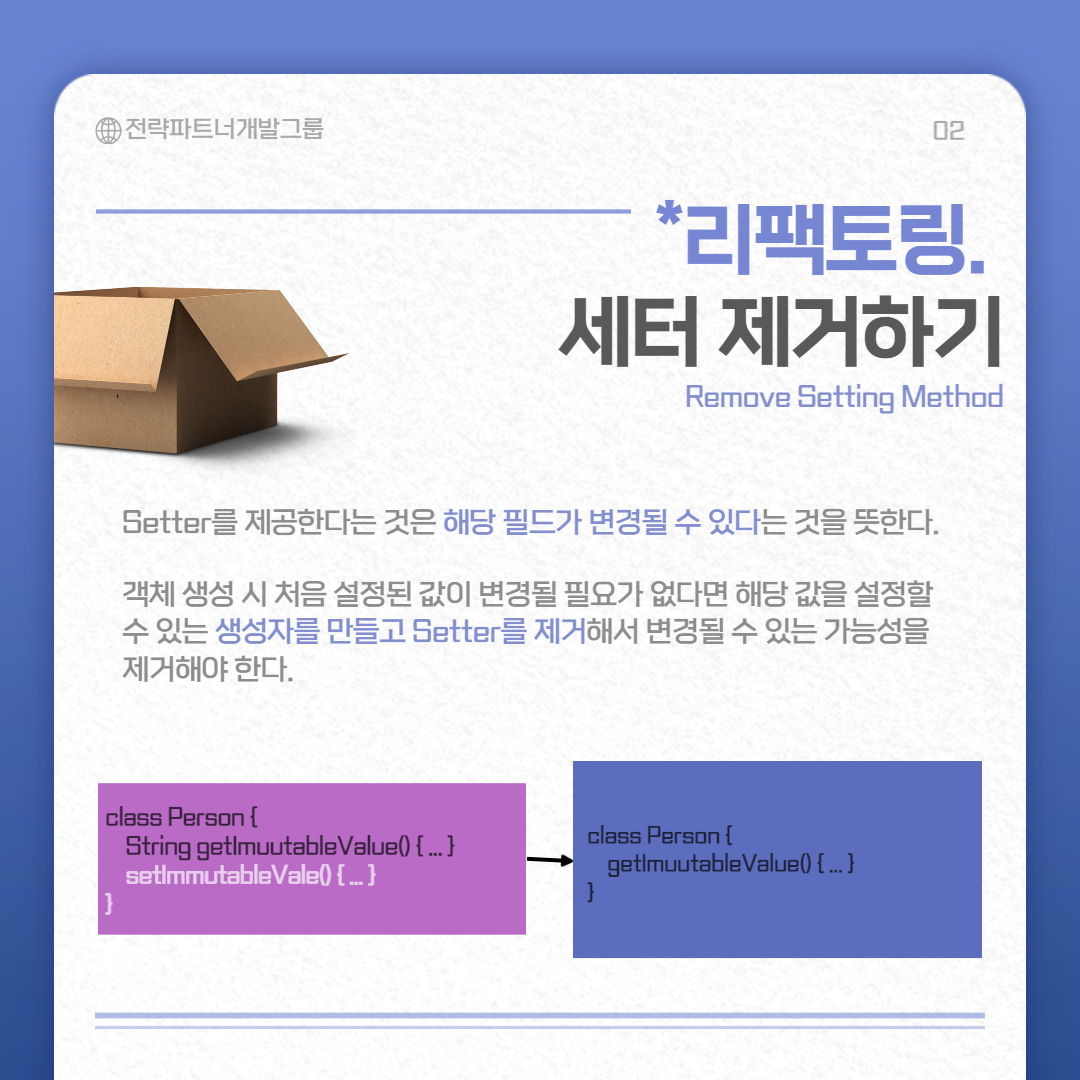 전략파트너개발그룹
02
*리팩토링.
세터 제거하기
Remove Setting Method
Setter를 제공한다는 것은 해당 필드가 변경될 수 있다는 것을 뜻한다.
객체 생성 시 처음 설정된 값이 변경될 필요가 없다면 해당 값을 설정할
수 있는 생성자를 만들고 Setter를 제거해서 변경될 수 있는 가능성을
제거해야 한다.
class Person {
String getImuutableValue() { ... }
setImmutableVale() { ... }
}
class Person {
getImuutableValue() { ... }
}